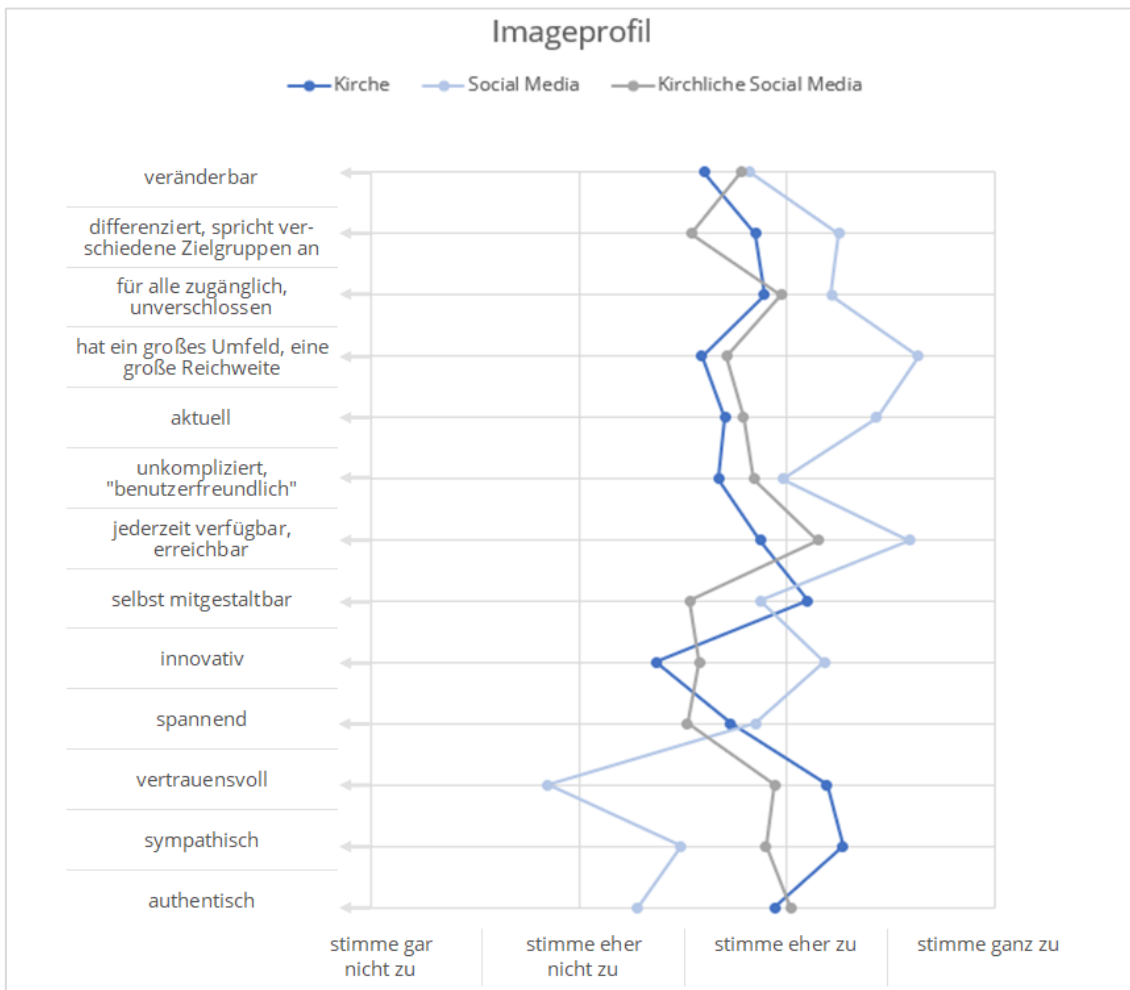 Imageprofil
Kirche
Social Media
Kirchliche Social Media
veränderbar
differenziert, spricht ver-
schiedene Zielgruppen an
für alle zugänglich,
unverschlossen
hat ein großes Umfeld, eine
große Reichweite
aktuell
unkompliziert,
"benutzerfreundlich"
jederzeit verfügbar,
erreichbar
selbst mitgestaltbar
innovativ
spannend
vertrauensvoll
sympathisch
authentisch
stimme gar
nicht zu
stimme eher
nicht zu
stimme eher zu
stimme ganz zu